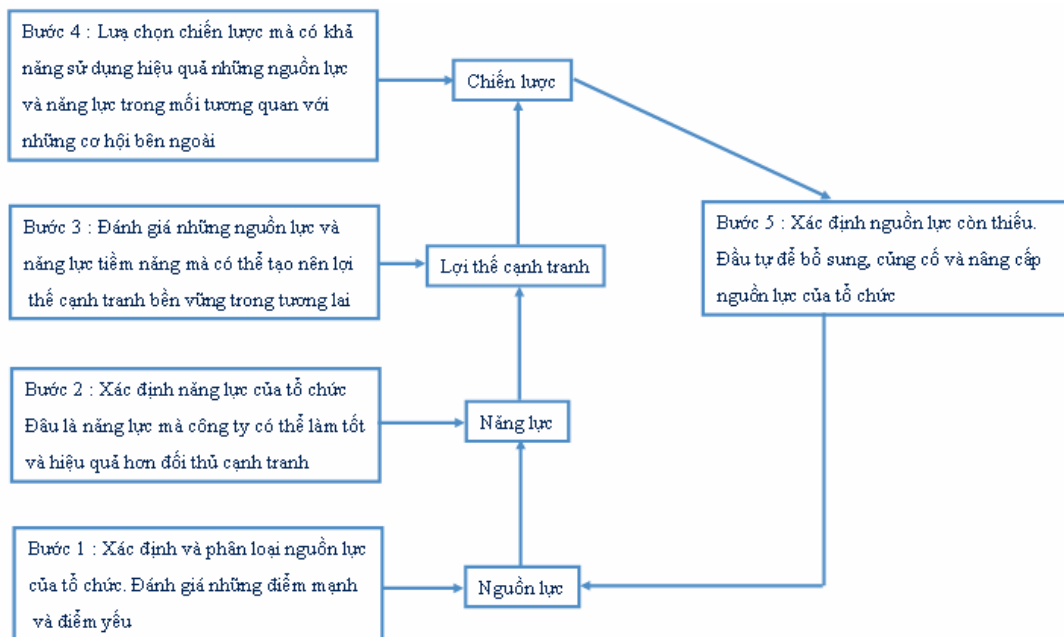 Bước 4 : Lưạ chọn chiến lược mà có khả
năng sử dụng hiệu quả những nguồn lực
và năng lực trong mối tương quan với
những cơ hội bên ngoài
Chiến lược
Bước 3 : Đánh giá những nguồn lực và
năng lực tiềm năng mà có thể tạo nên lợi
thế cạnh tranh bền vững trong tương lai
Lợi thế cạnh tranh
Bước 5 : Xác định nguồn lực còn thiếu.
Đầu tự để bổ sung, củng cố và nâng cấp
nguồn lực của tổ chức
Bước 2 : Xác định năng lực của tổ chức
Đâu là năng lực mà công ty có thể làm tốt
và hiệu quả hơn đối thủ cạnh tranh
Năng lực
Bước 1 : Xác định và phân loại nguồn lực
của tổ chức. Đánh giá những điểm mạnh
và điểm yếu
Nguồn lực